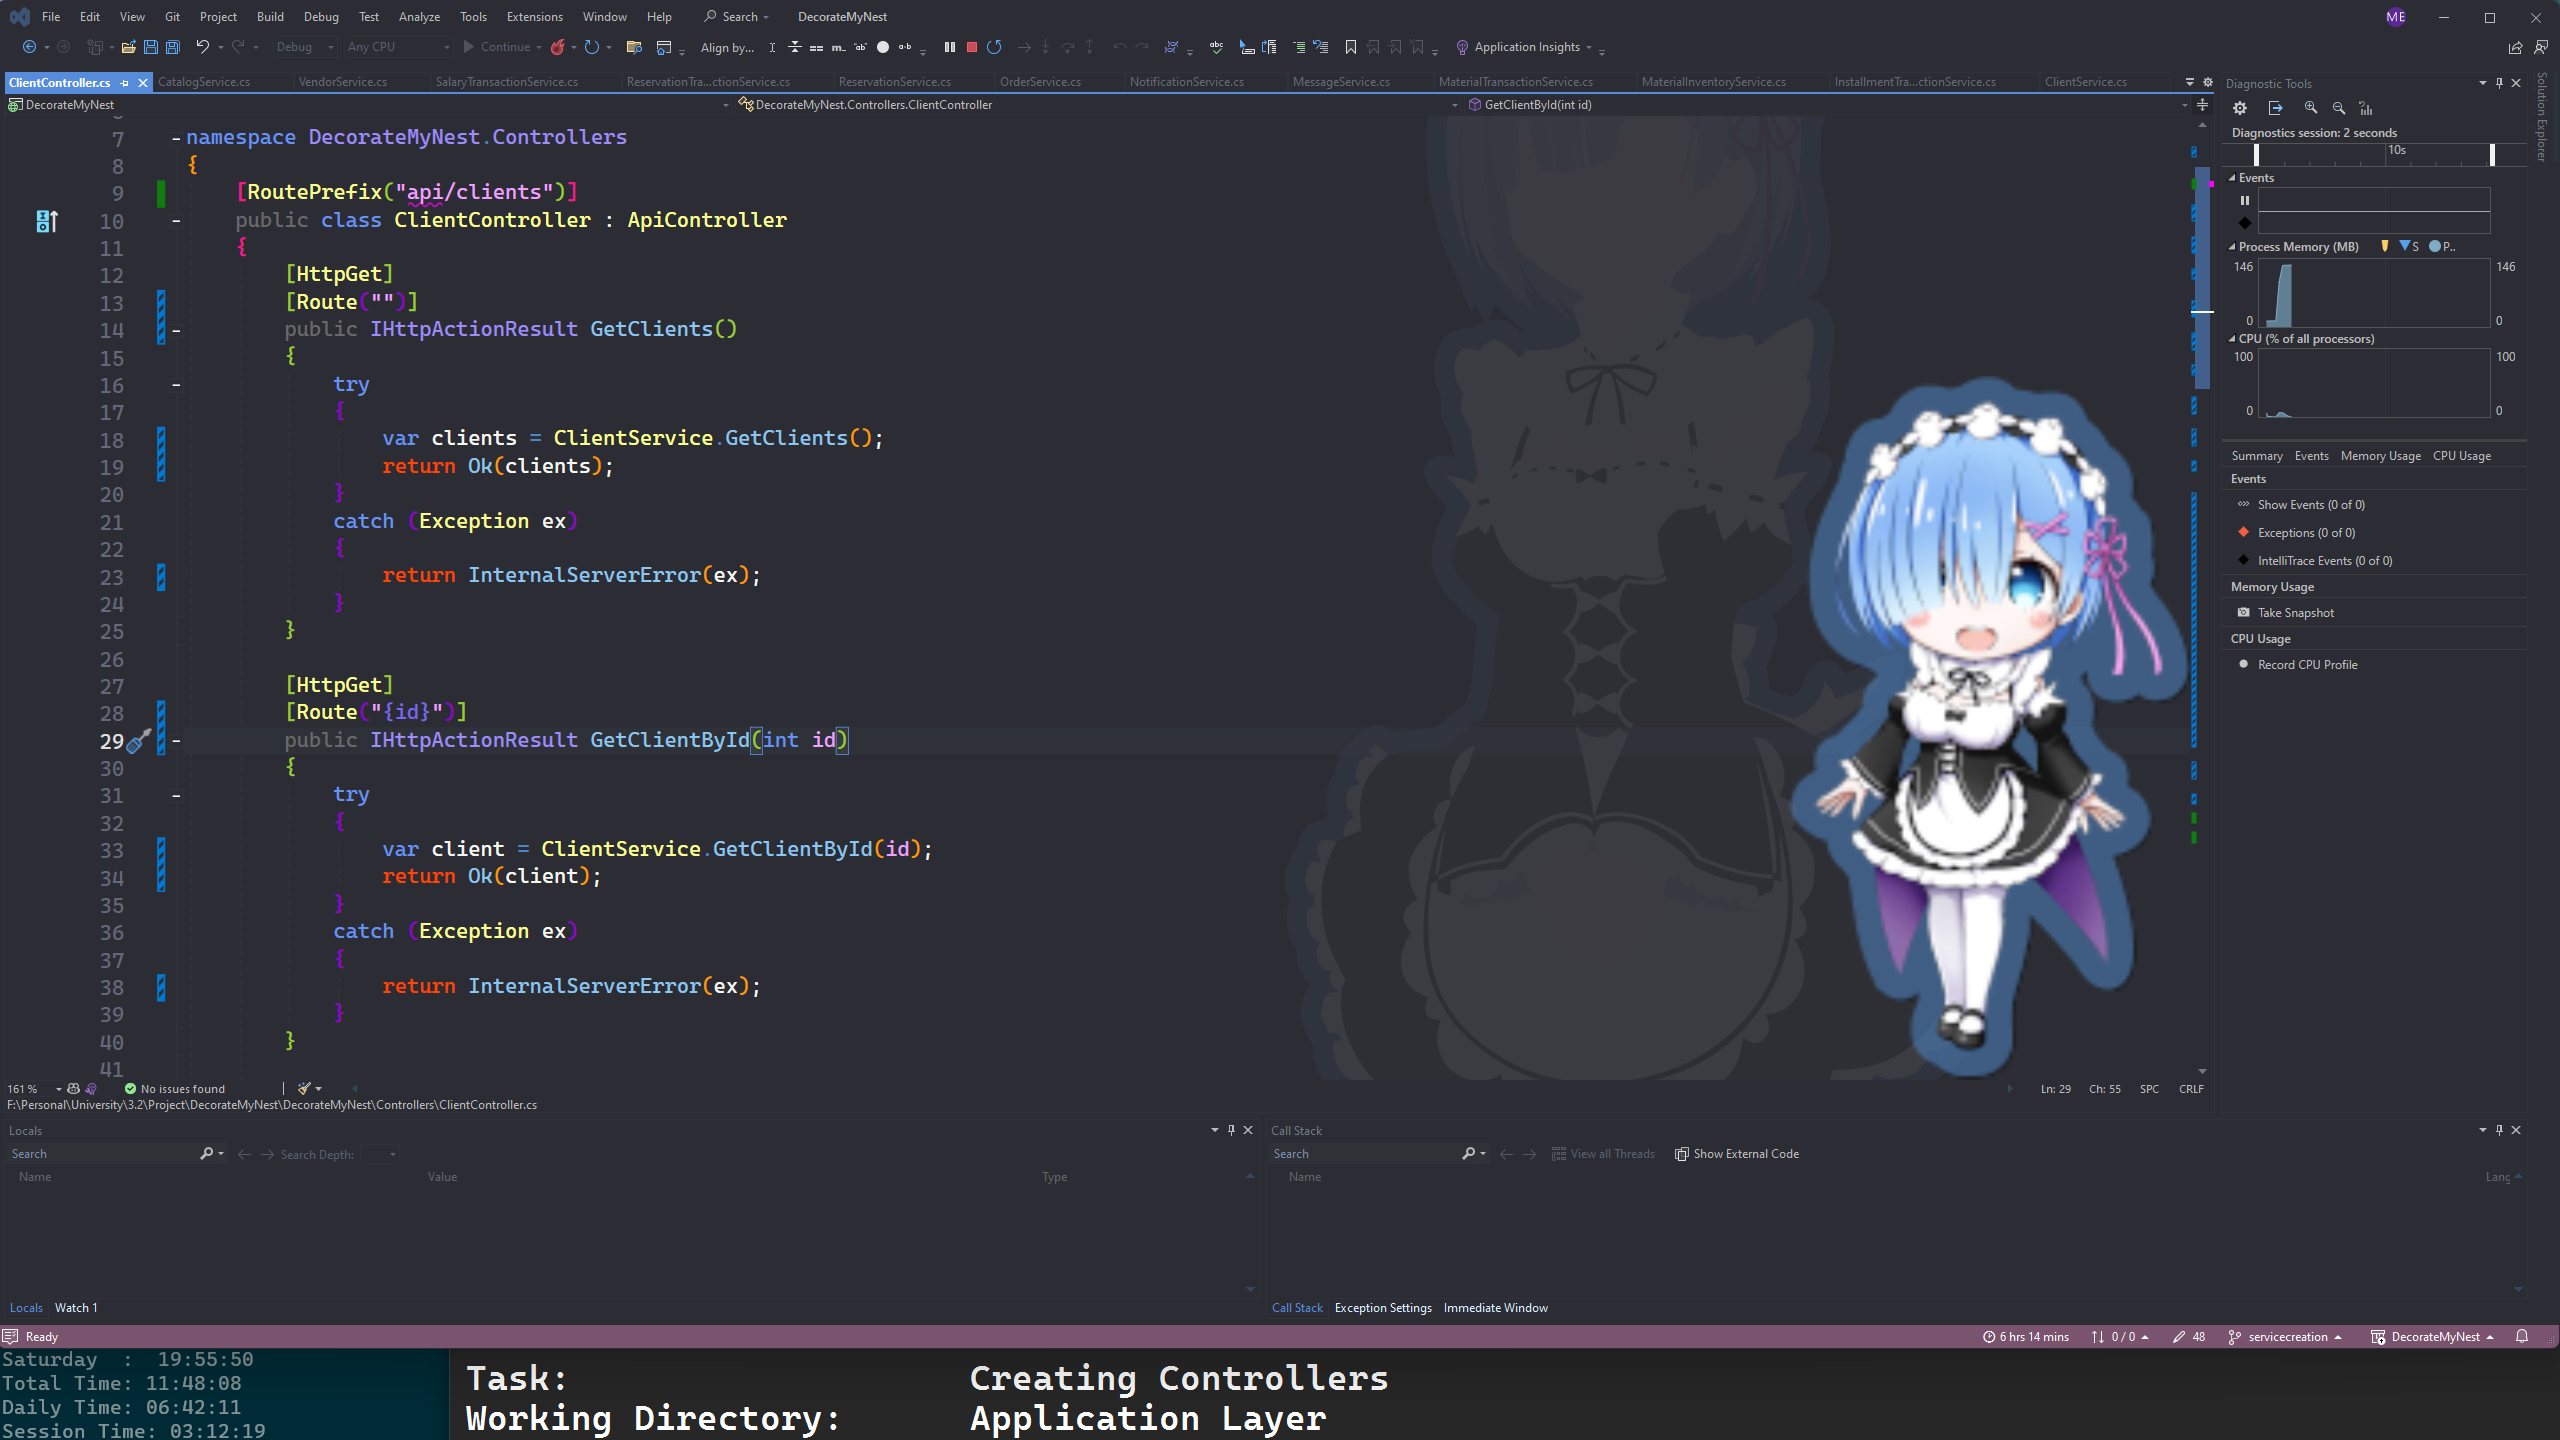 File Edit View Git Project Build Debug Test Analyze Tools Extensions Window Help Search DecorateMyNest ME
Debug Any CPU Continue Align by... Application Insights
ClientController.cs CatalogService.cs VendorService.cs SalaryTransactionService.cs ReservationTra...ctionService.cs ReservationService.cs OrderService.cs NotificationService.cs MessageService.cs MaterialTransactionService.cs MaterialInventoryService.cs InstallmentTra...ctionService.cs ClientService.cs
DecorateMyNest DecorateMyNest.Controllers.ClientController GetClientById(int id)
7 namespace DecorateMyNest.Controllers
8 {
9 [RoutePrefix("api/clients")]
10 public class ClientController : ApiController
11 {
12 [HttpGet]
13 [Route("")]
14 public IHttpActionResult GetClients()
15 {
16 try
17 {
18 var clients = ClientService.GetClients();
19 return Ok(clients);
20 }
21 catch (Exception ex)
22 {
23 return InternalServerError(ex);
24 }
25 }
26
27 [HttpGet]
28 [Route("{id}")]
29 public IHttpActionResult GetClientById(int id)
30 {
31 try
32 {
33 var client = ClientService.GetClientById(id);
34 return Ok(client);
35 }
36 catch (Exception ex)
37 {
38 return InternalServerError(ex);
39 }
40 }
41
161 % No issues found Ln: 29 Ch: 55 SPC CRLF
F:\Personal\University\3.2\Project\DecorateMyNest\DecorateMyNest\Controllers\ClientController.cs
Diagnostic Tools
Diagnostics session: 2 seconds
10s
Events
Process Memory (MB) S P..
146 146
0 0
CPU (% of all processors)
100 100
0 0
Summary Events Memory Usage CPU Usage
Events
Show Events (0 of 0)
Exceptions (0 of 0)
IntelliTrace Events (0 of 0)
Memory Usage
Take Snapshot
CPU Usage
Record CPU Profile
Solution Explorer
Locals
Search Search Depth:
Name Value Type
Locals Watch 1
Call Stack
Search View all Threads Show External Code
Name Lang
Call Stack Exception Settings Immediate Window
Ready 6 hrs 14 mins 0 / 0 48 servicecreation DecorateMyNest
Saturday : 19:55:50
Total Time: 11:48:08
Daily Time: 06:42:11
Session Time: 03:12:19
Task: Creating Controllers
Working Directory: Application Layer